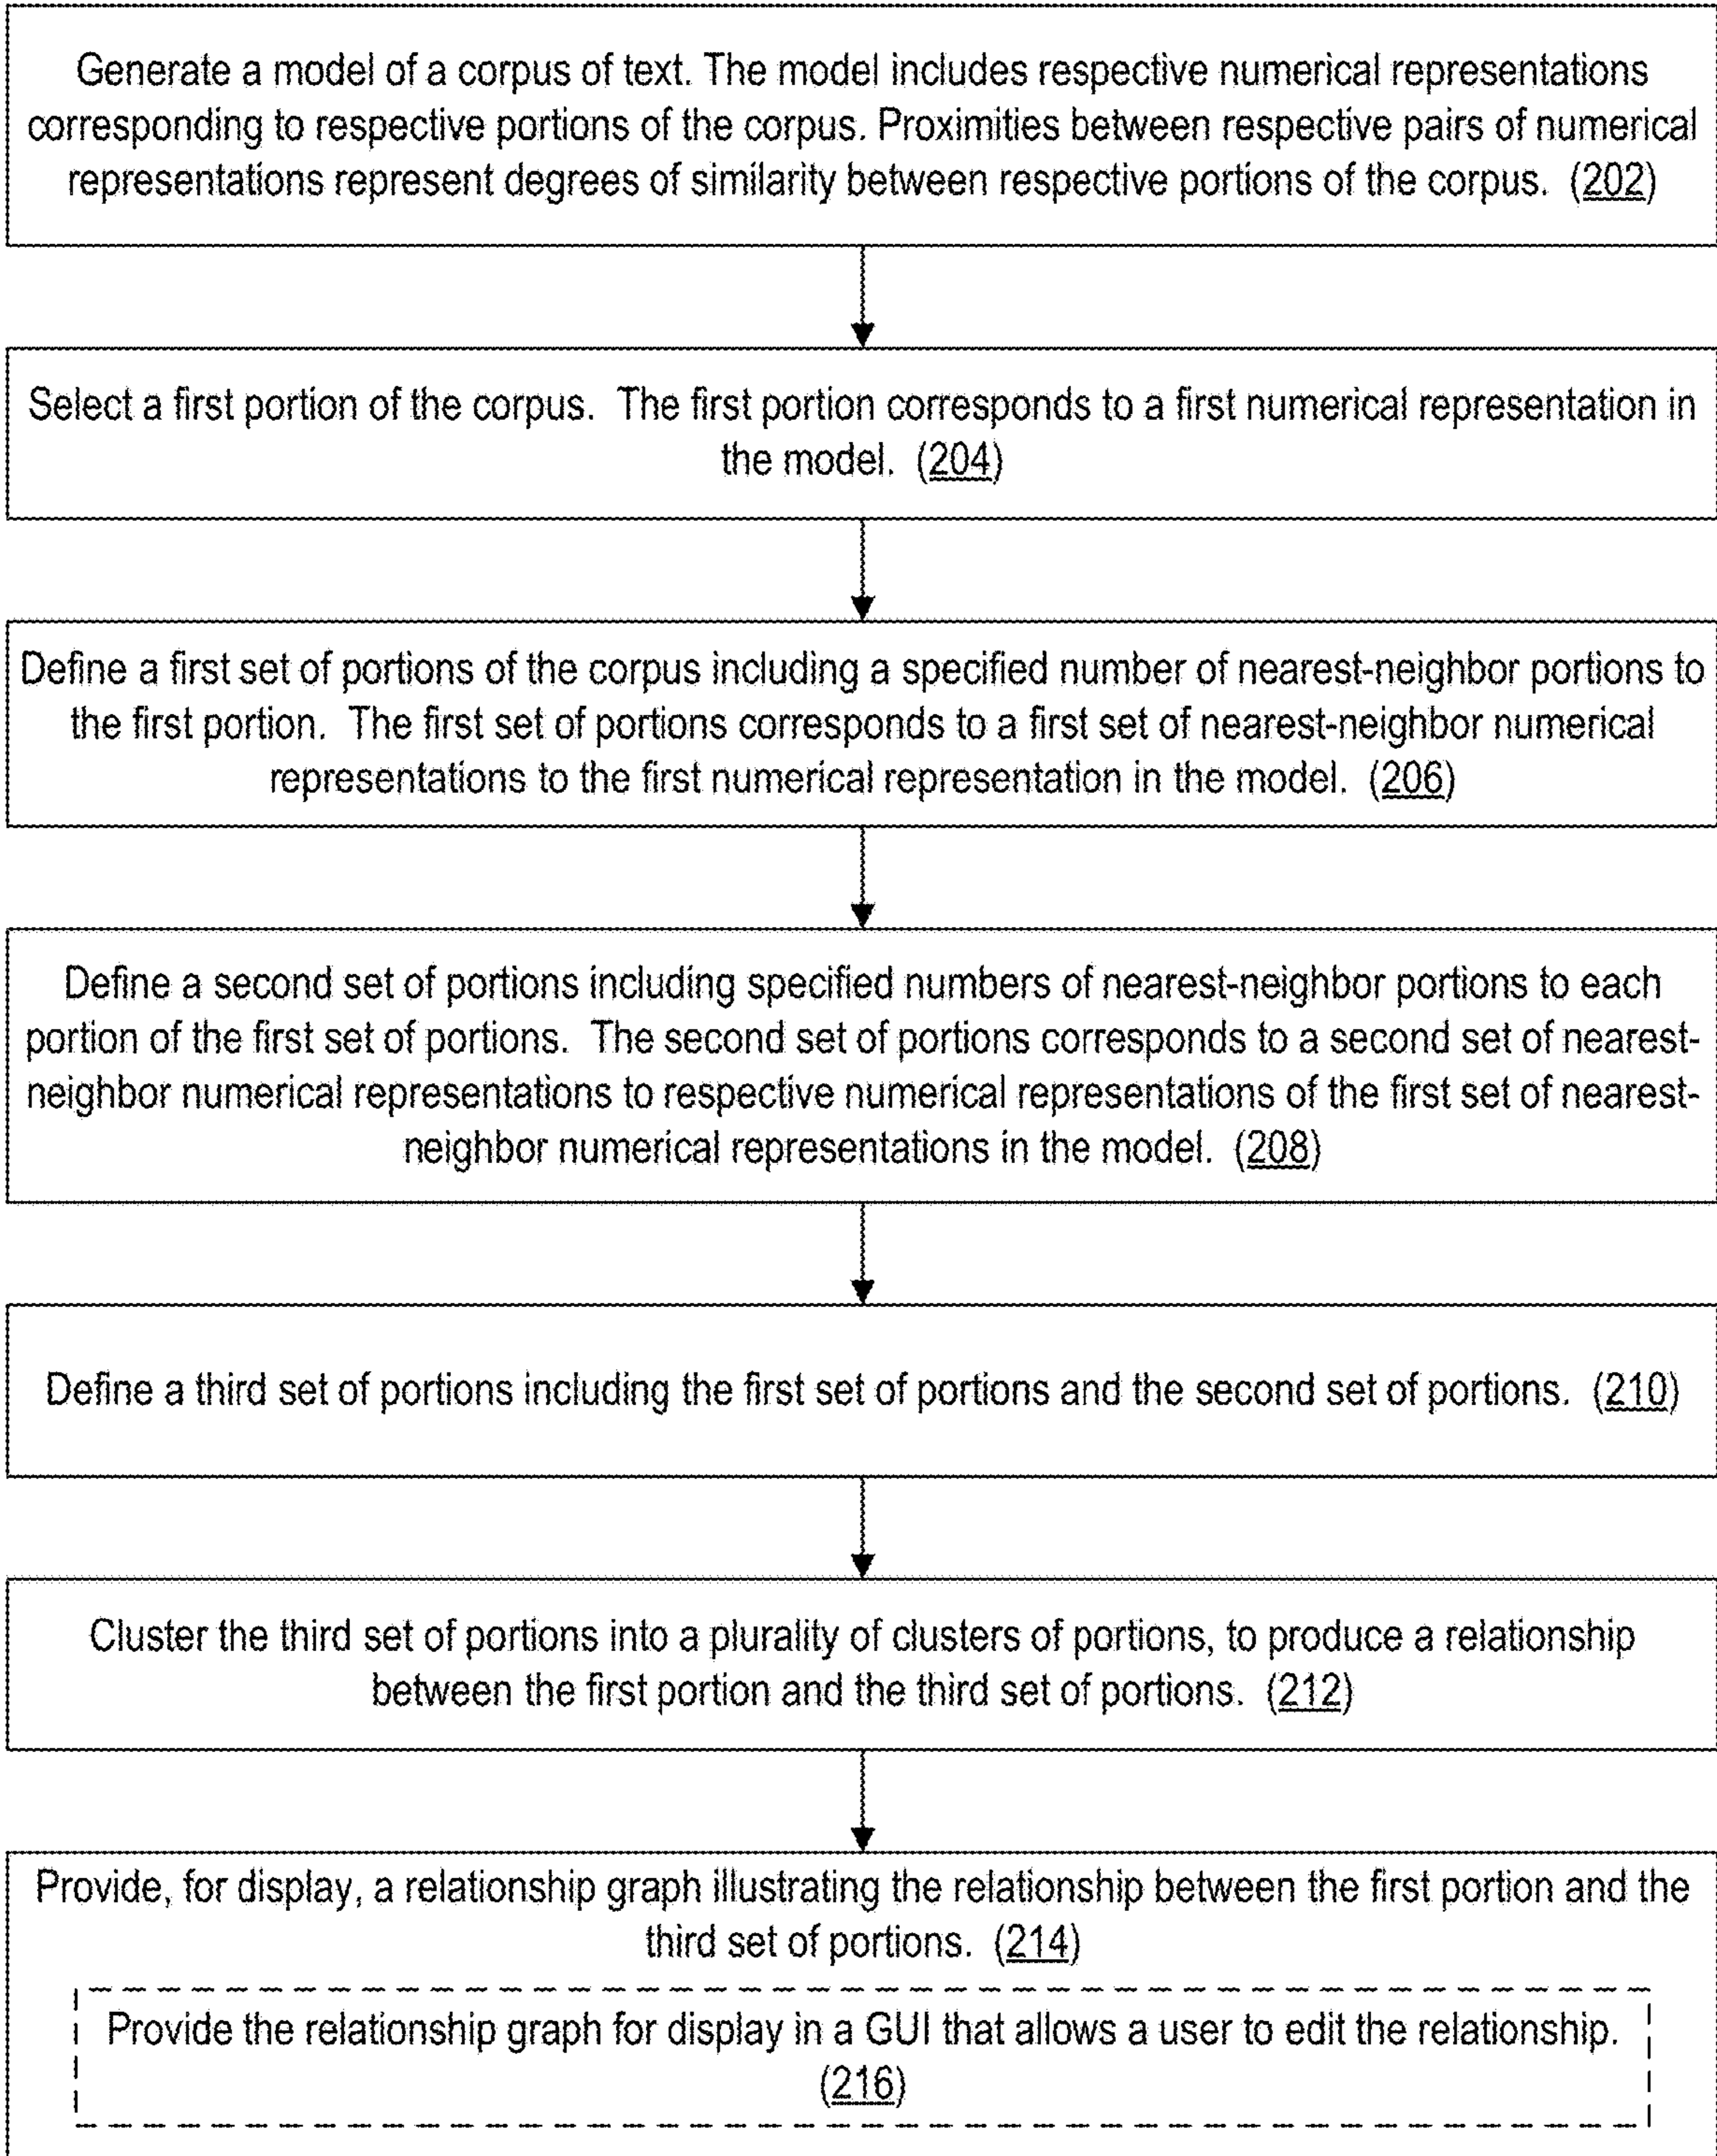 Generate a model of a corpus of text. The model includes respective numerical representations
corresponding to respective portions of the corpus. Proximities between respective pairs of numerical
representations represent degrees of similarity between respective portions of the corpus. (202)
Select a first portion of the corpus. The first portion corresponds to a first numerical representation in
the model. (204)
Define a first set of portions of the corpus including a specified number of nearest-neighbor portions to
the first portion. The first set of portions corresponds to a first set of nearest-neighbor numerical
representations to the first numerical representation in the model. (206)
Define a second set of portions including specified numbers of nearest-neighbor portions to each
portion of the first set of portions. The second set of portions corresponds to a second set of nearest-
neighbor numerical representations to respective numerical representations of the first set of nearest-
neighbor numerical representations in the model. (208)
Define a third set of portions including the first set of portions and the second set of portions. (210)
Cluster the third set of portions into a plurality of clusters of portions, to produce a relationship
between the first portion and the third set of portions. (212)
Provide, for display, a relationship graph illustrating the relationship between the first portion and the
third set of portions. (214)
Provide the relationship graph for display in a GUI that allows a user to edit the relationship.
(216)